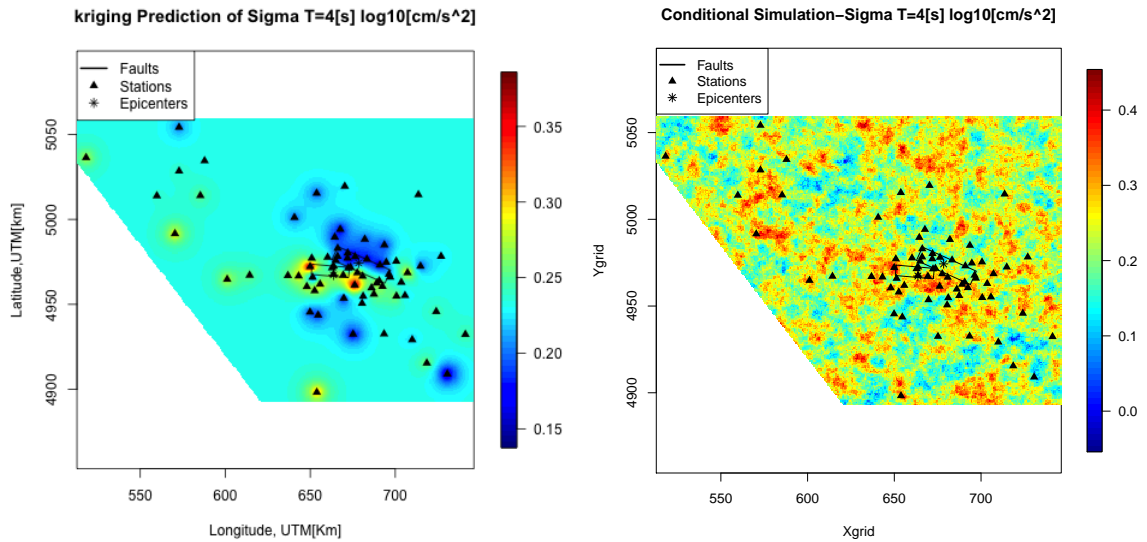 kriging Prediction of Sigma T=4[s] log10[cm/s^2]
Faults
Stations
Epicenters
5050
5000
4950
4900
Latitude,UTM[km]
550
600
650
700
Longitude, UTM[Km]
0.35
0.30
0.25
0.20
0.15
Conditional Simulation−Sigma T=4[s] log10[cm/s^2]
Faults
Stations
Epicenters
5050
5000
4950
4900
Ygrid
550
600
650
700
Xgrid
0.4
0.3
0.2
0.1
0.0